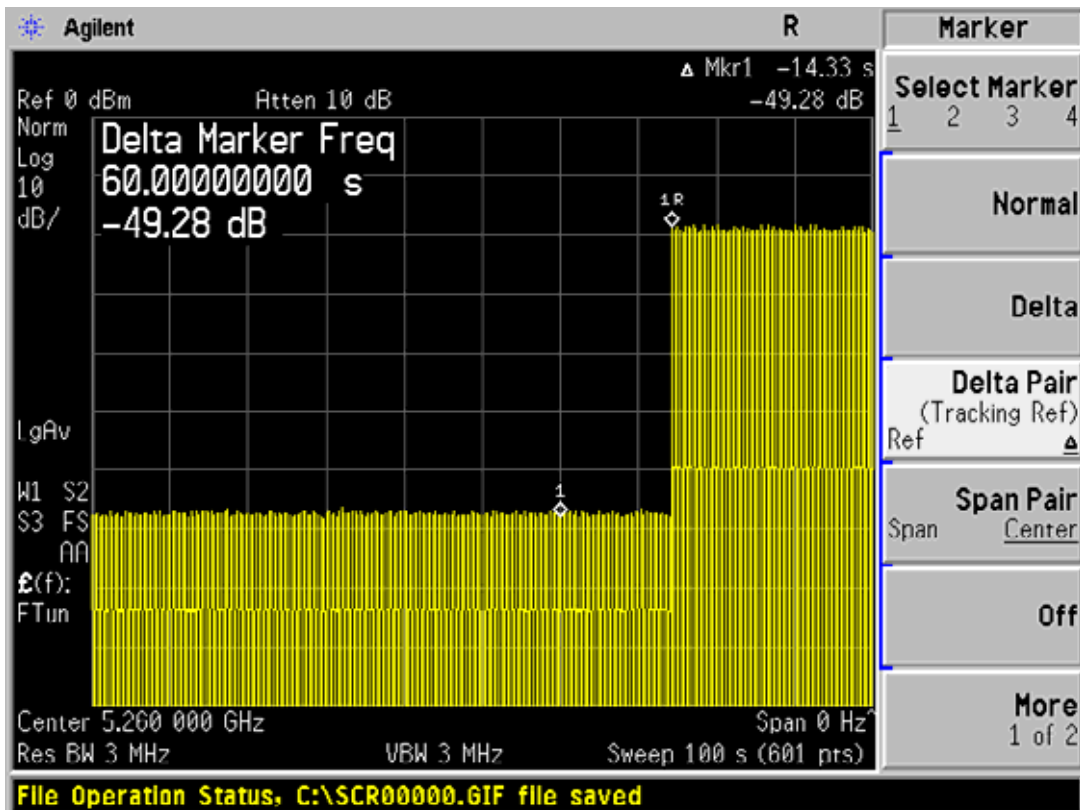 Agilent R Marker
Δ Mkr1 -14.33 s
Ref 0 dBm Atten 10 dB -49.28 dB
Norm
Log
10
dB/
Delta Marker Freq
60.00000000 s
-49.28 dB
1R
1
LgAv
W1 S2
S3 FS
AA
£(f):
FTun
Center 5.260 000 GHz Span 0 Hz^
Res BW 3 MHz VBW 3 MHz Sweep 100 s (601 pts)
File Operation Status, C:\SCR00000.GIF file saved
Select Marker
1 2 3 4
Normal
Delta
Delta Pair
(Tracking Ref)
Ref Δ
Span Pair
Span Center
Off
More
1 of 2